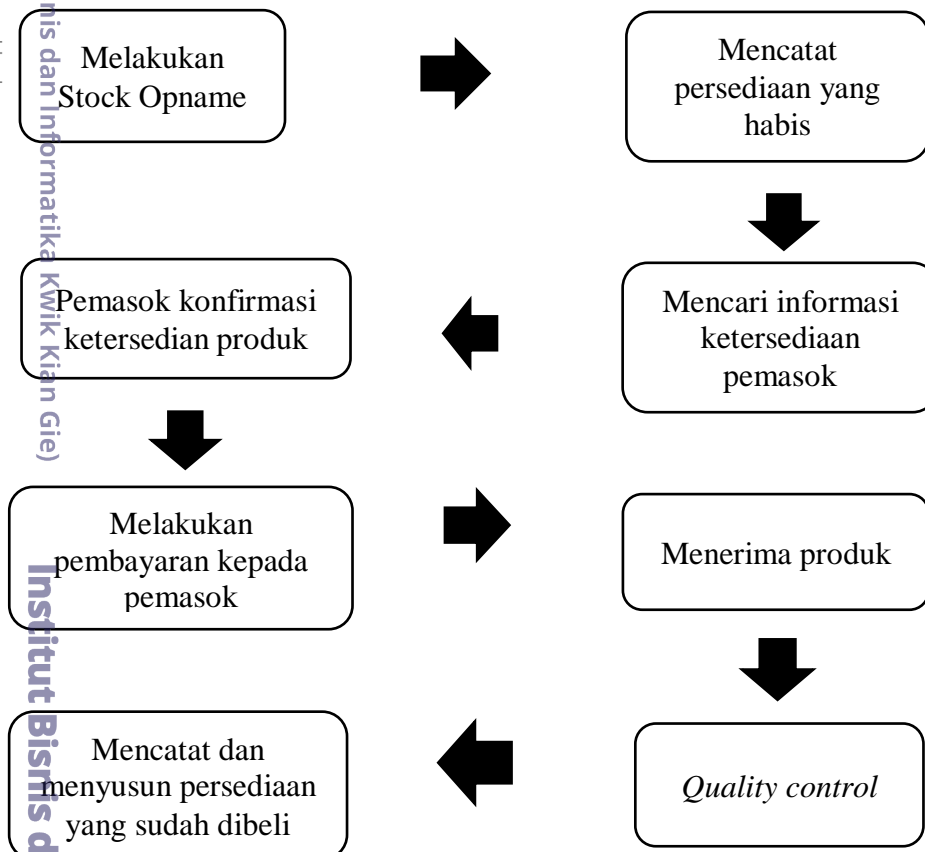 Melakukan
Stock Opname
Mencatat
persediaan yang
habis
Mencari informasi
ketersediaan
pemasok
Pemasok konfirmasi
ketersedian produk
Melakukan
pembayaran kepada
pemasok
Menerima produk
Quality control
Mencatat dan
menyusun persediaan
yang sudah dibeli
nis dan Informatika Kwik Kian Gie)
Institut Bisnis d